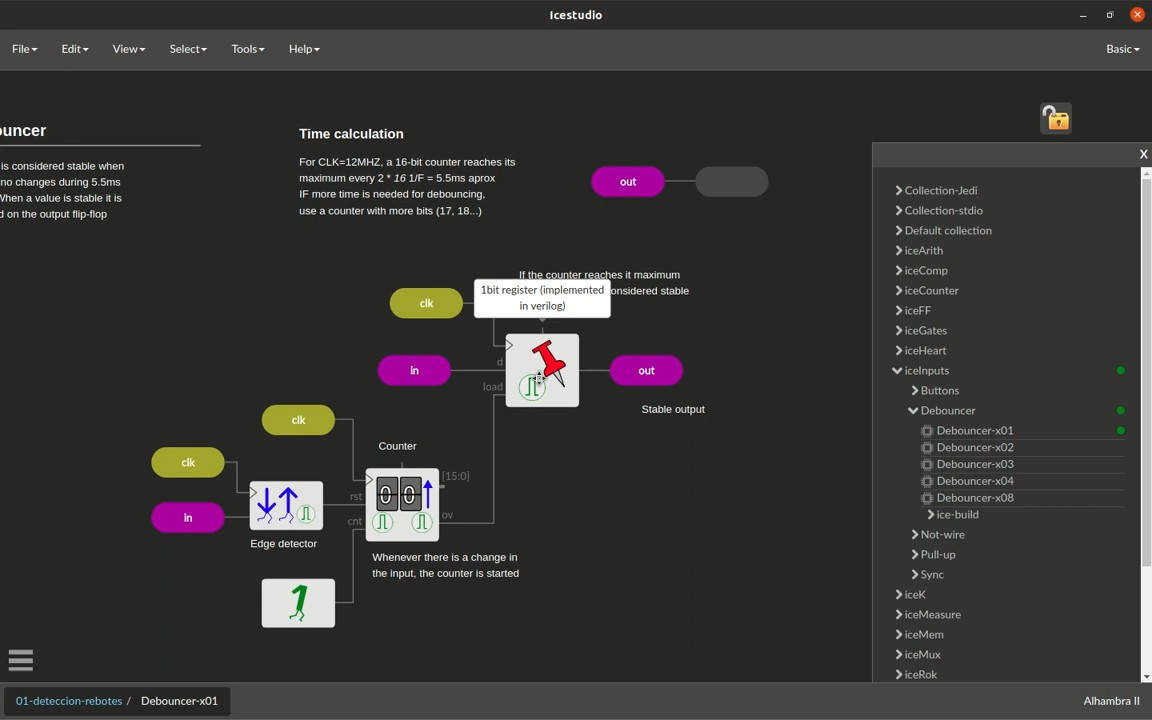 Icestudio
File
Edit
View
Select
Tools
Help
Basic
ouncer
is considered stable when
no changes during 5.5ms
When a value is stable it is
d on the output flip-flop
Time calculation
For CLK=12MHZ, a 16-bit counter reaches its
maximum every 2 * 16 1/F = 5.5ms aprox
IF more time is needed for debouncing,
use a counter with more bits (17, 18...)
out
If the counter reaches it maximum
onsidered stable
1bit register (implemented
in verilog)
clk
in
d
load
out
Stable output
clk
Counter
clk
in
Edge detector
rst
cnt
0 0
[15:0]
ov
Whenever there is a change in
the input, the counter is started
1
X
Collection-Jedi
Collection-stdio
Default collection
iceArith
iceComp
iceCounter
iceFF
iceGates
iceHeart
iceInputs
Buttons
Debouncer
Debouncer-x01
Debouncer-x02
Debouncer-x03
Debouncer-x04
Debouncer-x08
ice-build
Not-wire
Pull-up
Sync
iceK
iceMeasure
iceMem
iceMux
iceRok
01-deteccion-rebotes / Debouncer-x01
Alhambra II